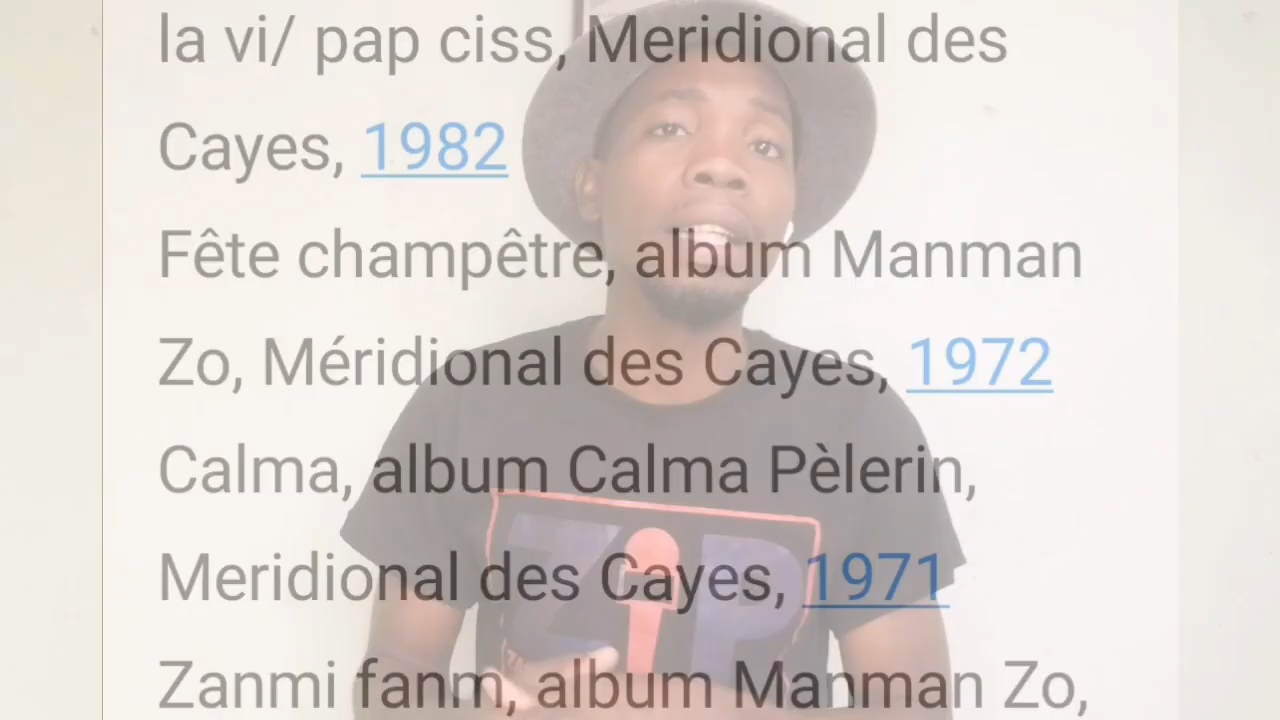 la vi/ pap ciss, Meridional des
Cayes, 1982
Fête champêtre, album Manman
Zo, Méridional des Cayes, 1972
Calma, album Calma Pèlerin,
Meridional des Cayes, 1971
ZiP
Zanmi fanm, album Manman Zo,